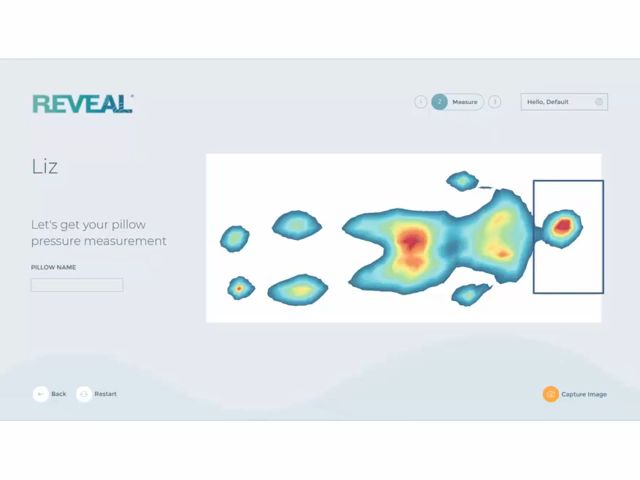 REVEAL
1
2
Measure
3
Hello, Default
Liz
Let's get your pillow
pressure measurement
PILLOW NAME
Back
Restart
Capture Image